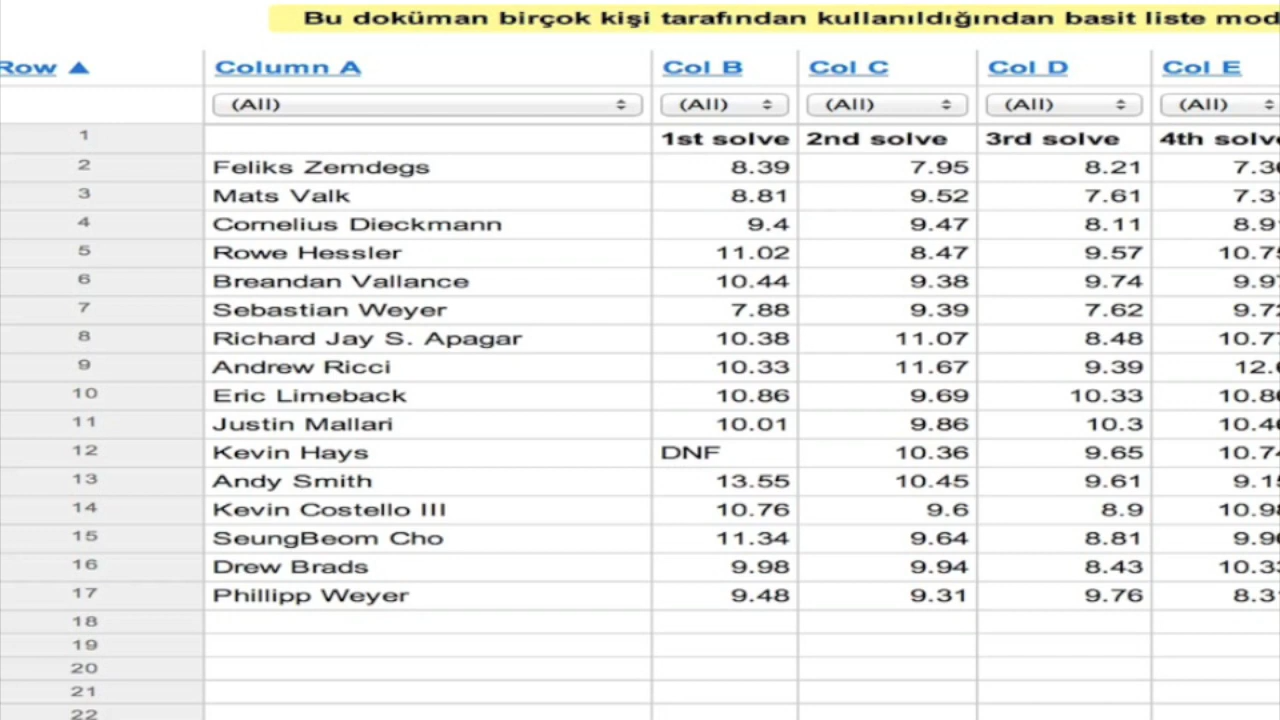 Bu doküman birçok kişi tarafından kullanıldığından basit liste
Row ▲ Column A Col B Col C Col D Col E
(All) (All) (All) (All) (All)
1 1st solve 2nd solve 3rd solve 4th
2 Feliks Zemdegs 8.39 7.95 8.21
3 Mats Valk 8.81 9.52 7.61
4 Cornelius Dieckmann 9.4 9.47 8.11
5 Rowe Hessler 11.02 8.47 9.57
6 Breandan Vallance 10.44 9.38 9.74
7 Sebastian Weyer 7.88 9.39 7.62
8 Richard Jay S. Apagar 10.38 11.07 8.48
9 Andrew Ricci 10.33 11.67 9.39
10 Eric Limeback 10.86 9.69 10.33
11 Justin Mallari 10.01 9.86 10.3
12 Kevin Hays DNF 10.36 9.65
13 Andy Smith 13.55 10.45 9.61
14 Kevin Costello III 10.76 9.6 8.9
15 SeungBeom Cho 11.34 9.64 8.81
16 Drew Brads 9.98 9.94 8.43
17 Phillipp Weyer 9.48 9.31 9.76
18
19
20
21
22